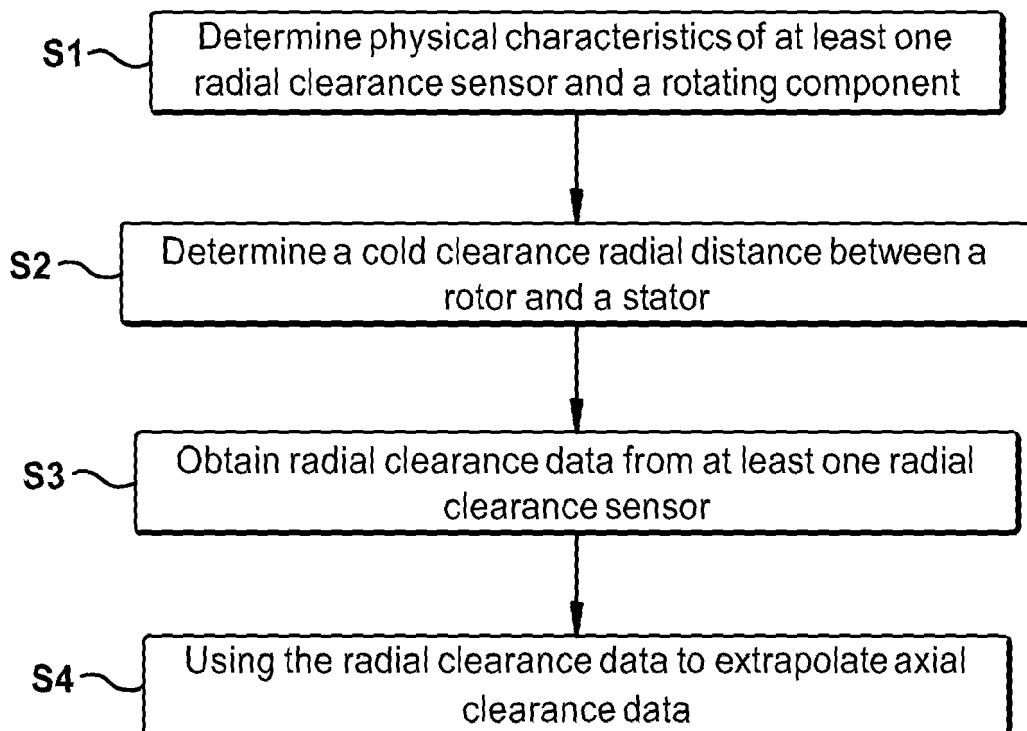 S1
Determine physical characteristics of at least one
radial clearance sensor and a rotating component
S2
Determine a cold clearance radial distance between a
rotor and a stator
S3
Obtain radial clearance data from at least one radial
clearance sensor
S4
Using the radial clearance data to extrapolate axial
clearance data